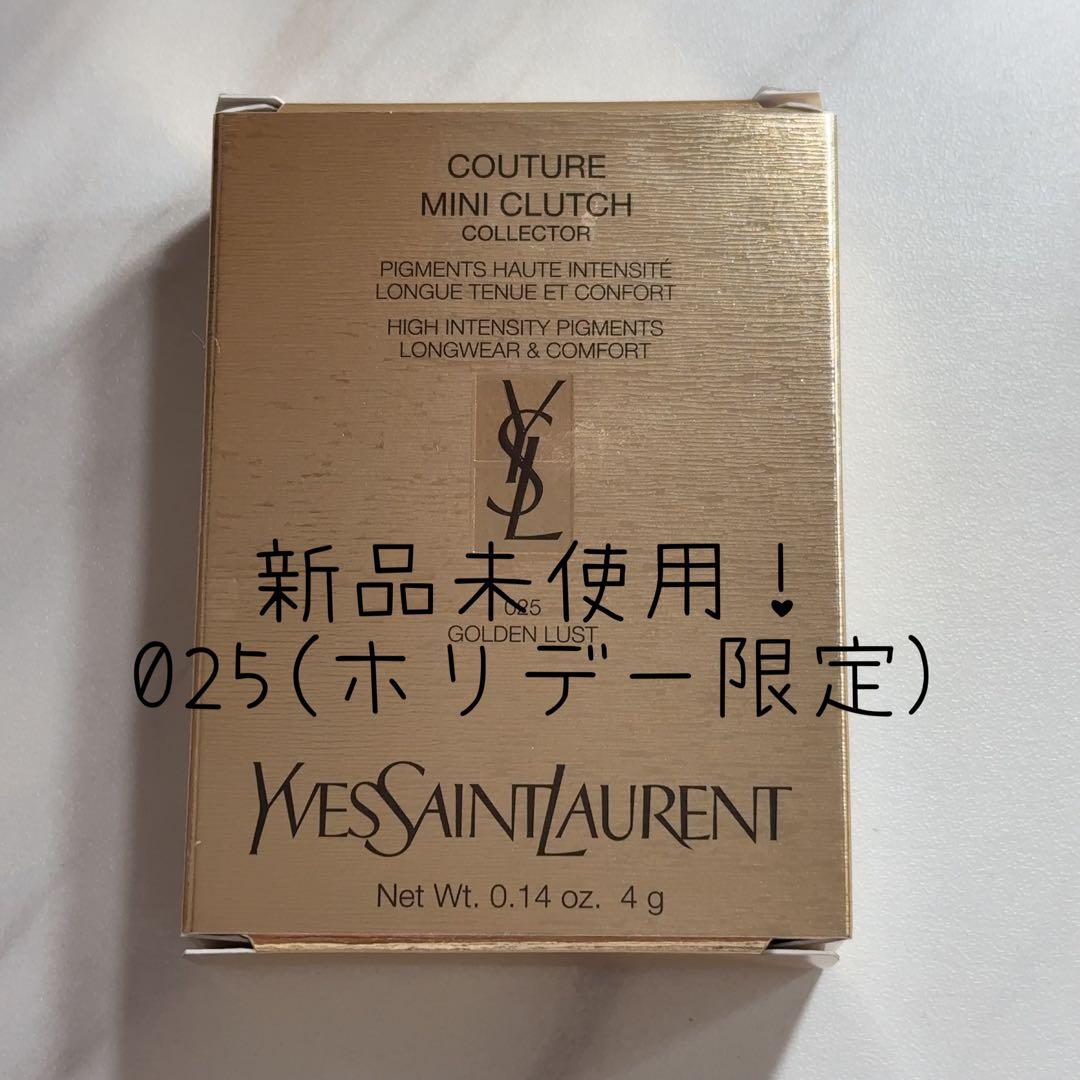 COUTURE
MINI CLUTCH
COLLECTOR
PIGMENTS HAUTE INTENSITÉ
LONGUE TENUE ET CONFORT
HIGH INTENSITY PIGMENTS
LONGWEAR & COMFORT
YSL
新品未使用!
025
GOLDEN LUST
025(ホリデー限定)
YVESSAINTLAURENT
Net Wt. 0.14 oz. 4 g